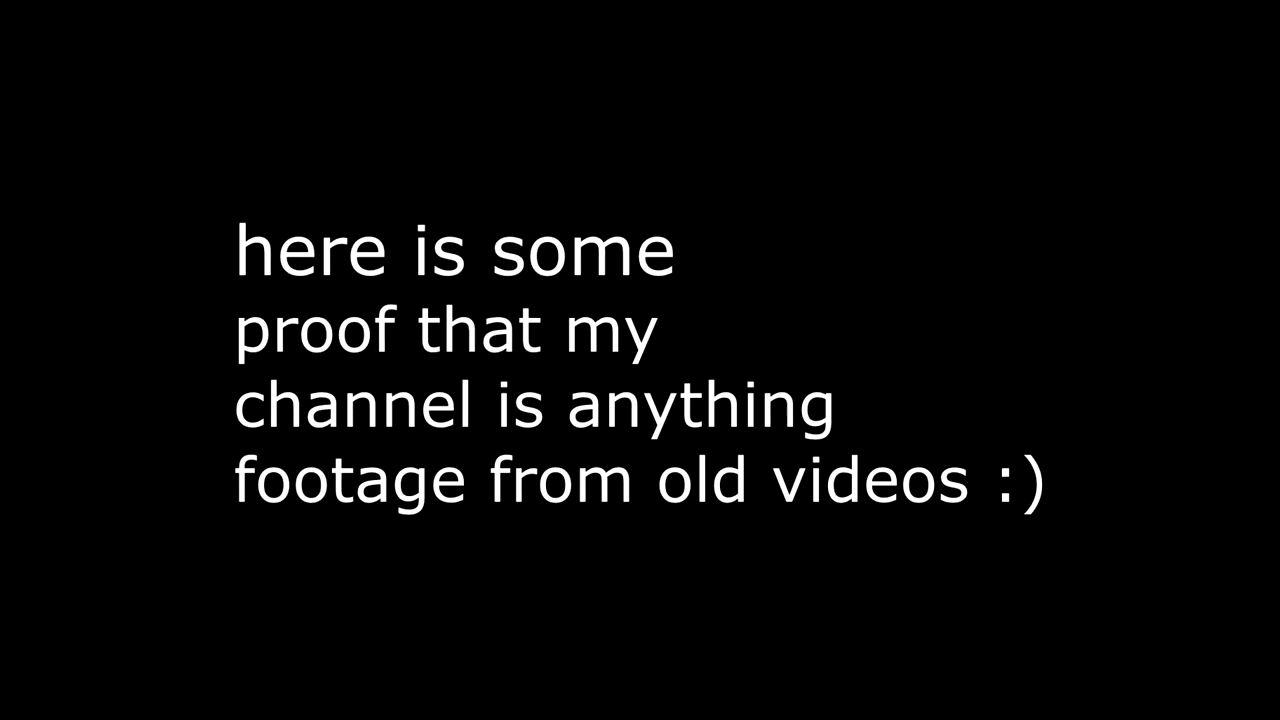 here is some
proof that my
channel is anything
footage from old videos :)